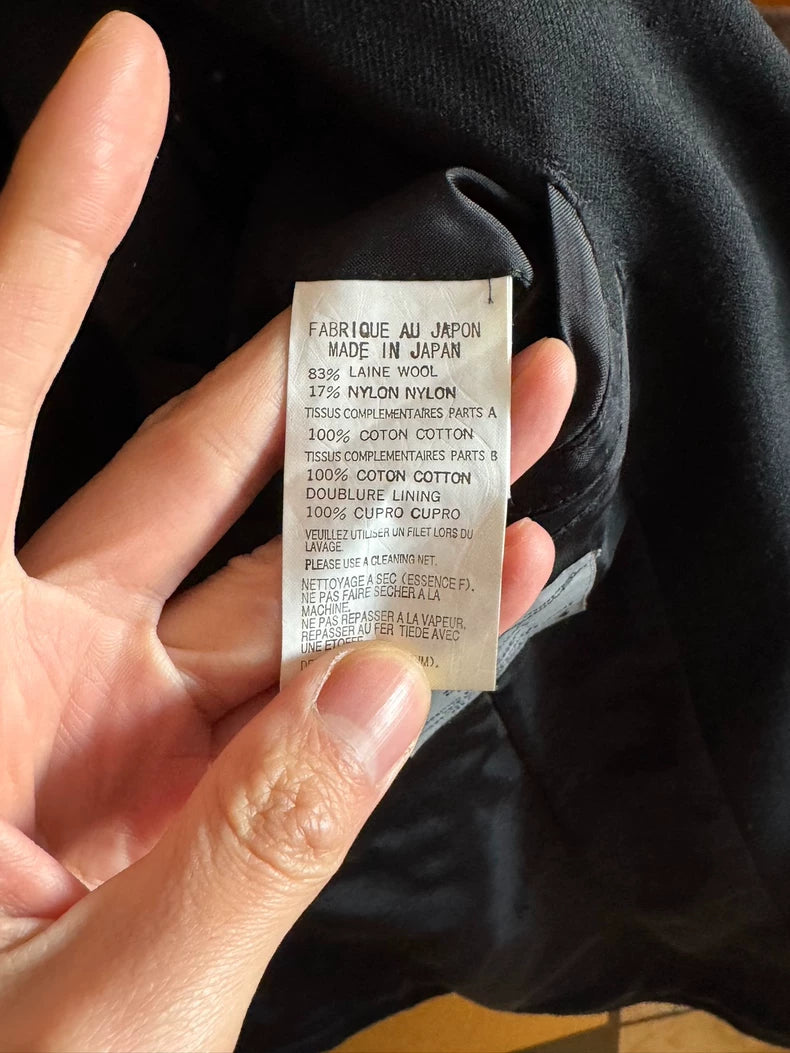 FABRIQUE AU JAPON
MADE IN JAPAN
83% LAINE WOOL
17% NYLON NYLON
TISSUS COMPLEMENTAIRES PARTS A
100% COTON COTTON
TISSUS COMPLEMENTAIRES PARTS B
100% COTON COTTON
DOUBLURE LINING
100% CUPRO CUPRO
VEUILLEZ UTILISER UN FILET LORS DU
LAVAGE.
PLEASE USE A CLEANING NET.
NETTOYAGE A SEC (ESSENCE F).
NE PAS FAIRE SECHER A LA
MACHINE.
NE PAS REPASSER A LA VAPEUR.
REPASSER AU FER TIEDE AVEC
UNE ETOFFE